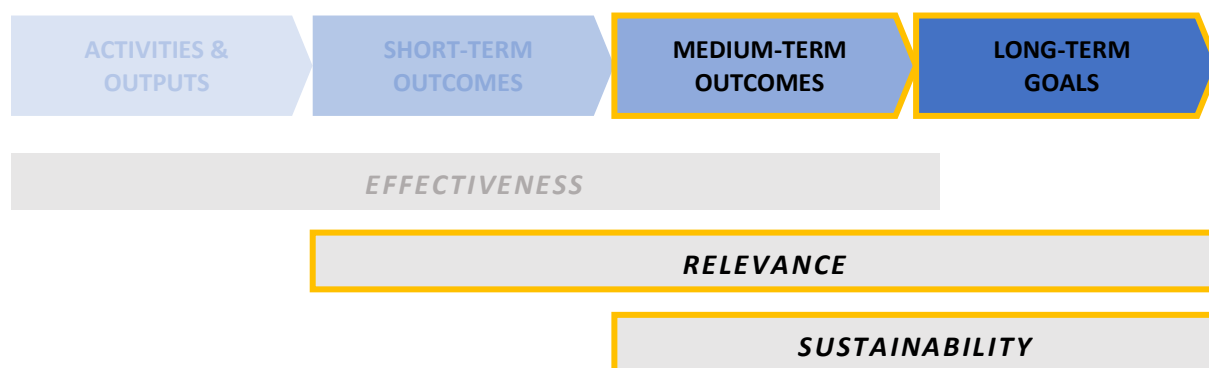 ACTIVITIES &
OUTPUTS
SHORT-TERM
OUTCOMES
MEDIUM-TERM
OUTCOMES
LONG-TERM
GOALS
EFFECTIVENESS
RELEVANCE
SUSTAINABILITY